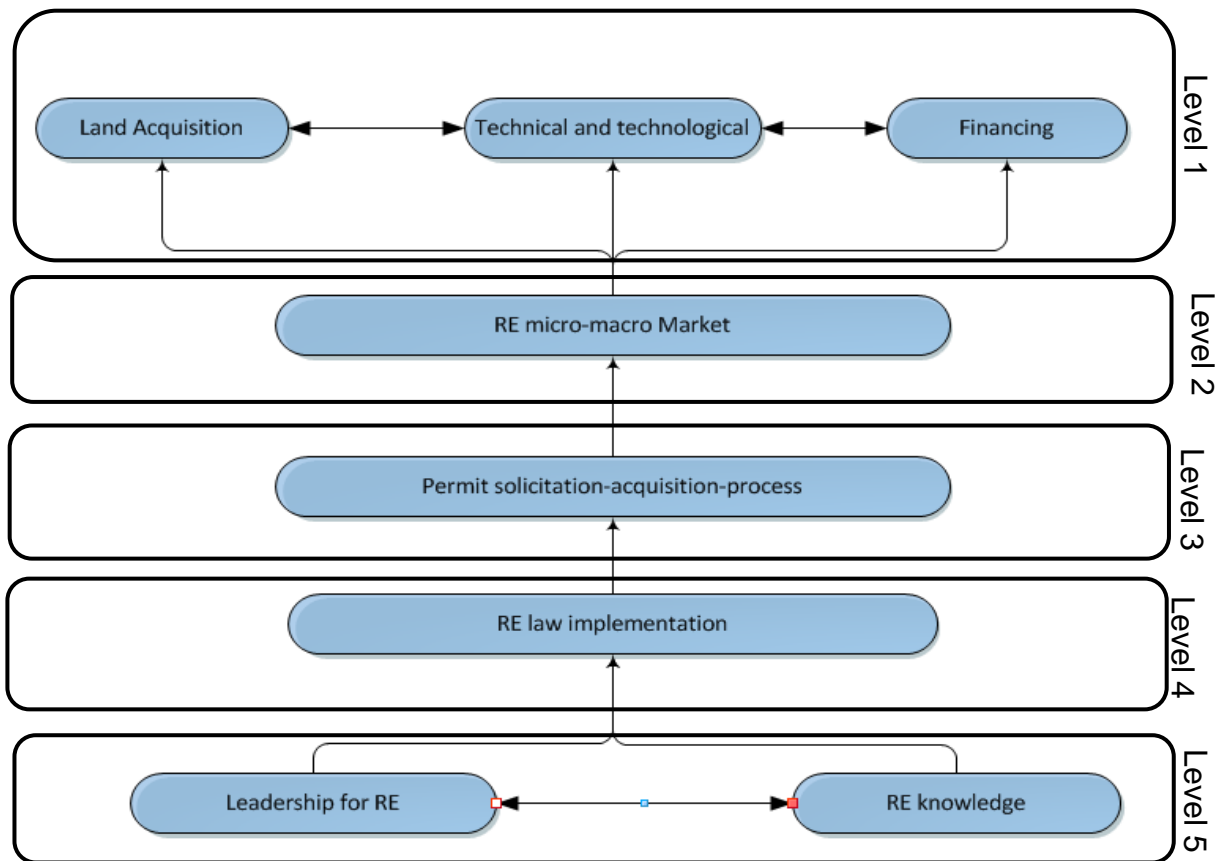 Land Acquisition
Technical and technological
Financing
Level 1
RE micro-macro Market
Level 2
Permit solicitation-acquisition-process
Level 3
RE law implementation
Level 4
Leadership for RE
RE knowledge
Level 5